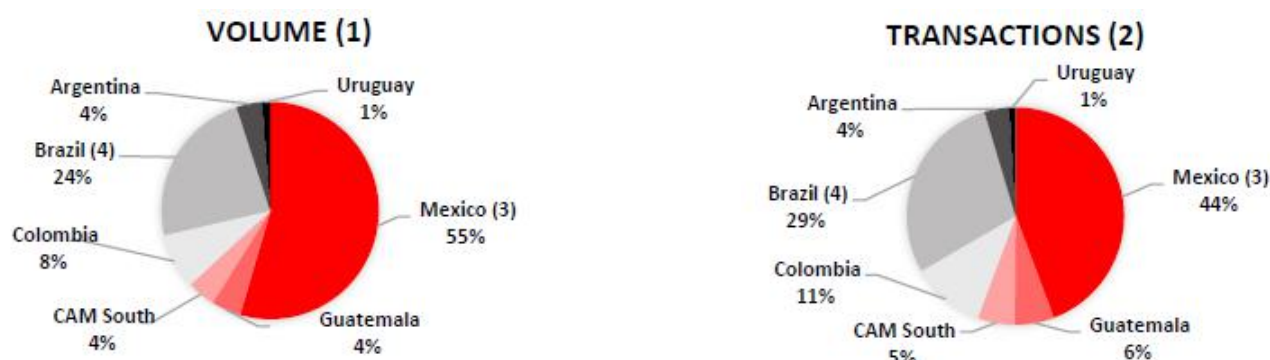 VOLUME (1)
Argentina
4%
Uruguay
1%
Brazil (4)
24%
Mexico (3)
55%
Colombia
8%
CAM South
4%
Guatemala
4%
TRANSACTIONS (2)
Uruguay
1%
Argentina
4%
Brazil (4)
29%
Mexico (3)
44%
Colombia
11%
CAM South
5%
Guatemala
6%